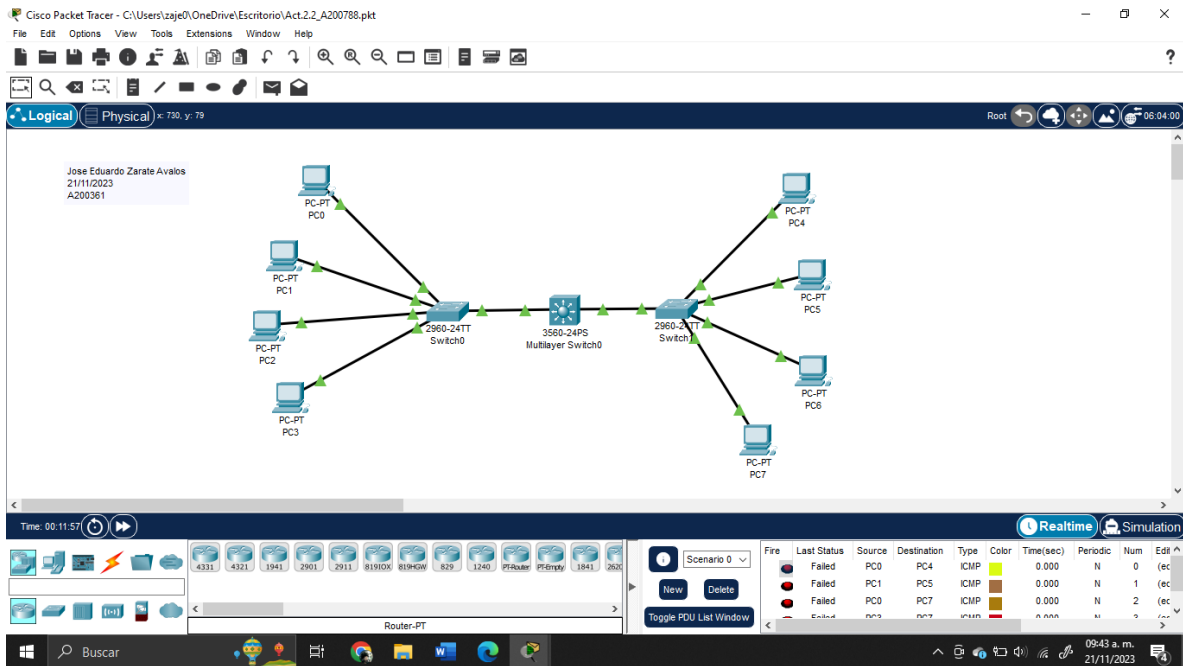 Cisco Packet Tracer - C:\Users\zaje0\OneDrive\Escritorio\Act.2.2_A200788.pkt
File Edit Options View Tools Extensions Window Help
?
Logical Physical x: 730, y: 79 Root 06:04:00
Jose Eduardo Zarate Avalos
21/11/2023
A200361
PC-PT
PC0
PC-PT
PC4
PC-PT
PC1
PC-PT
PC5
2960-24TT
Switch0
3560-24PS
Multilayer Switch0
2960-24TT
PC-PT
PC2
PC-PT
PC6
PC-PT
PC3
PC-PT
PC7
Time: 00:11:57 Realtime Simulation
4331 4321 1941 2901 2911 819IOX 819HGW 829 1240 PT-Router PT-Empty 1841
Router-PT
Scenario 0
New Delete
Toggle PDU List Window
Fire Last Status Source Destination Type Color Time(sec) Periodic Num
Failed PC0 PC4 ICMP 0.000 N 0
Failed PC1 PC5 ICMP 0.000 N 1
Failed PC0 PC7 ICMP 0.000 N 2
Buscar
09:43 a. m.
21/11/2023
4